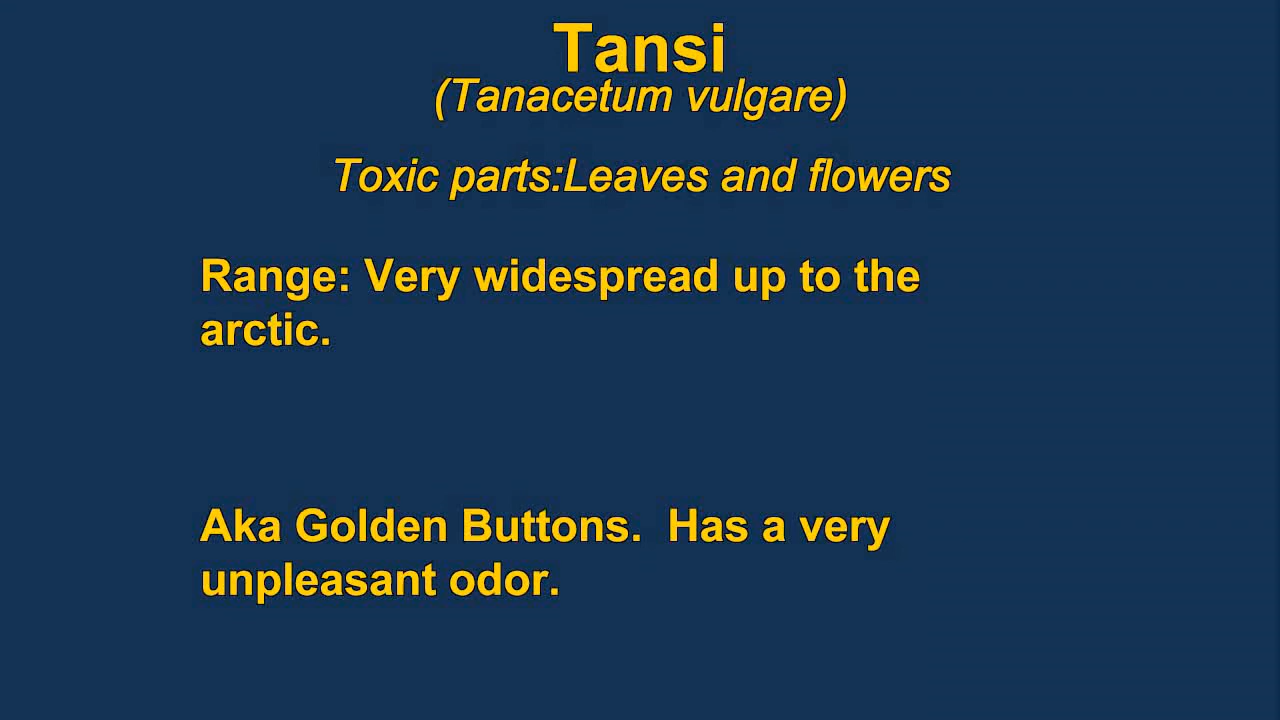 Tansi
(Tanacetum vulgare)
Toxic parts:Leaves and flowers
Range: Very widespread up to the
arctic.
Aka Golden Buttons.  Has a very
unpleasant odor.